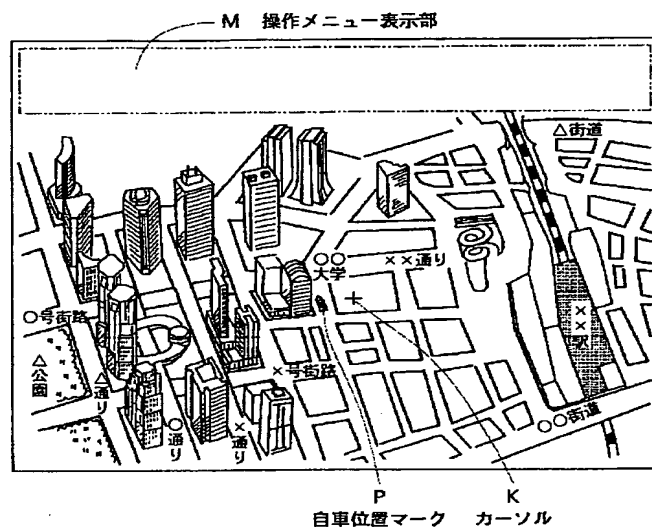 M 操作メニュー表示部
△街道
○○
大学
××通り
○号街路
××駅
△公園
△通り
×号街路
○通り
×通り
○○街道
P
自車位置マーク
K
カーソル